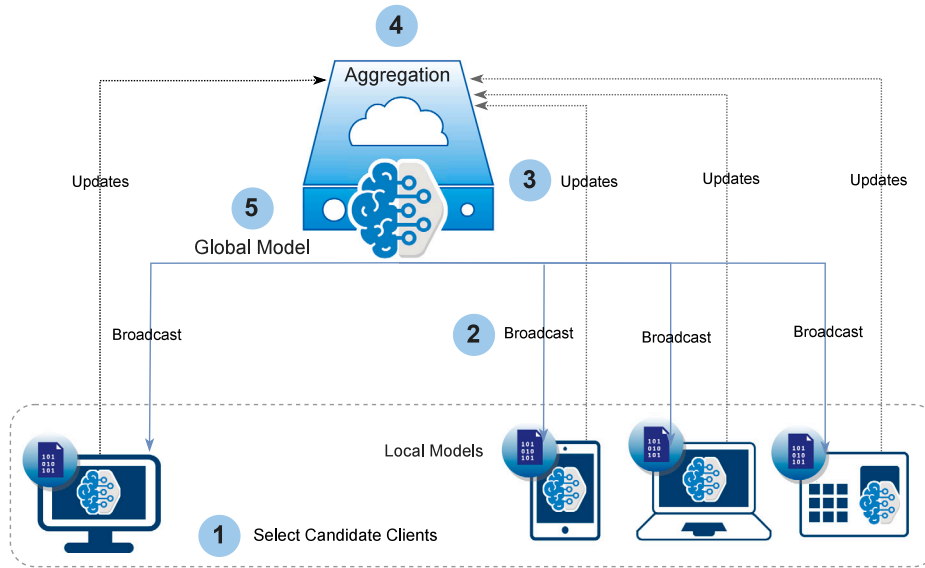 4
Aggregation
Updates
3
Updates
Updates
Updates
5
Global Model
Broadcast
2
Broadcast
Broadcast
Broadcast
101
010
101
Local Models
101
010
101
101
010
101
101
010
101
1
Select Candidate Clients